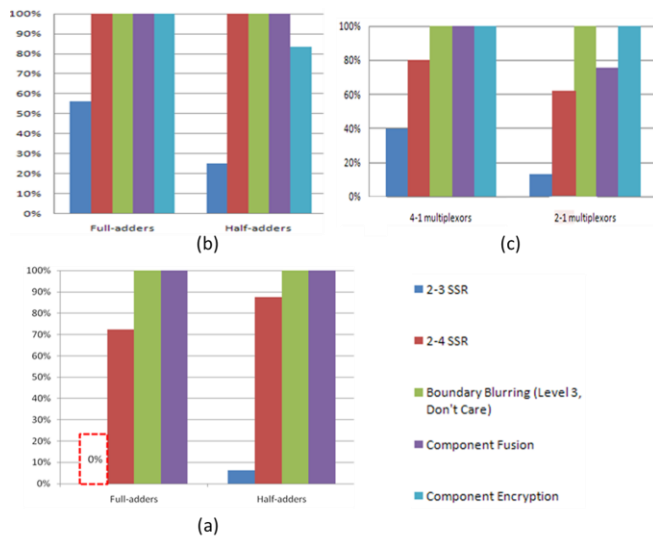 100%
90%
80%
70%
60%
50%
40%
30%
20%
10%
0%
Full-adders
Half-adders
(b)
100%
80%
60%
40%
20%
0%
4-1 multiplexors
2-1 multiplexors
(c)
100%
90%
80%
70%
60%
50%
40%
30%
20%
10%
0%
0%
Full-adders
Half-adders
(a)
2-3 SSR
2-4 SSR
Boundary Blurring (Level 3,
Don't Care)
Component Fusion
Component Encryption